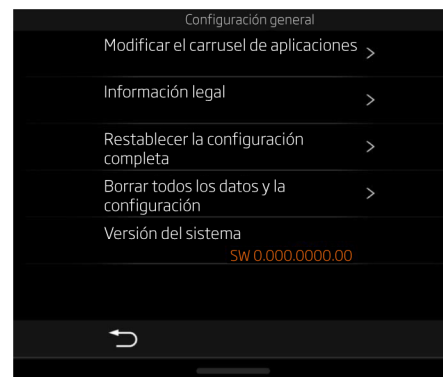 Configuración general
Modificar el carrusel de aplicaciones
Información legal
Restablecer la configuración
completa
Borrar todos los datos y la
configuración
Versión del sistema
SW 0.000.0000.00